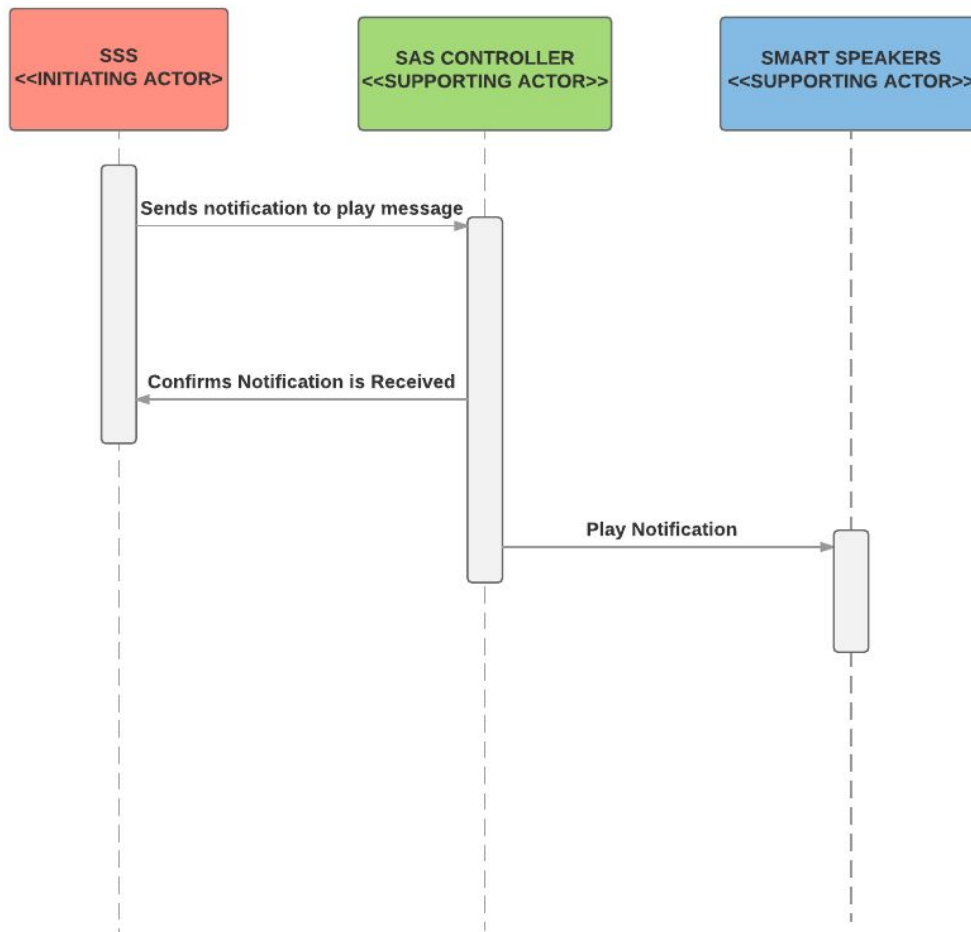 SSS
<<INITIATING ACTOR>
SAS CONTROLLER
<<SUPPORTING ACTOR>>
SMART SPEAKERS
<<SUPPORTING ACTOR>>
Sends notification to play message
Confirms Notification is Received
Play Notification